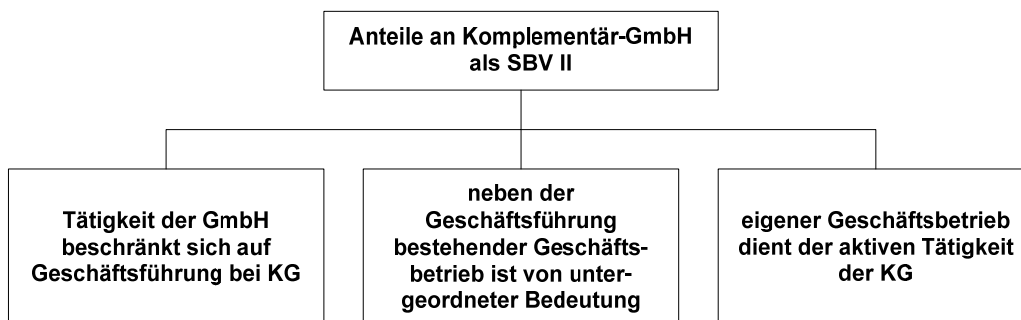 Anteile an Komplementär-GmbH
als SBV II
Tätigkeit der GmbH
beschränkt sich auf
Geschäftsführung bei KG
neben der
Geschäftsführung
bestehender Geschäfts-
betrieb ist von unter-
geordneter Bedeutung
eigener Geschäftsbetrieb
dient der aktiven Tätigkeit
der KG